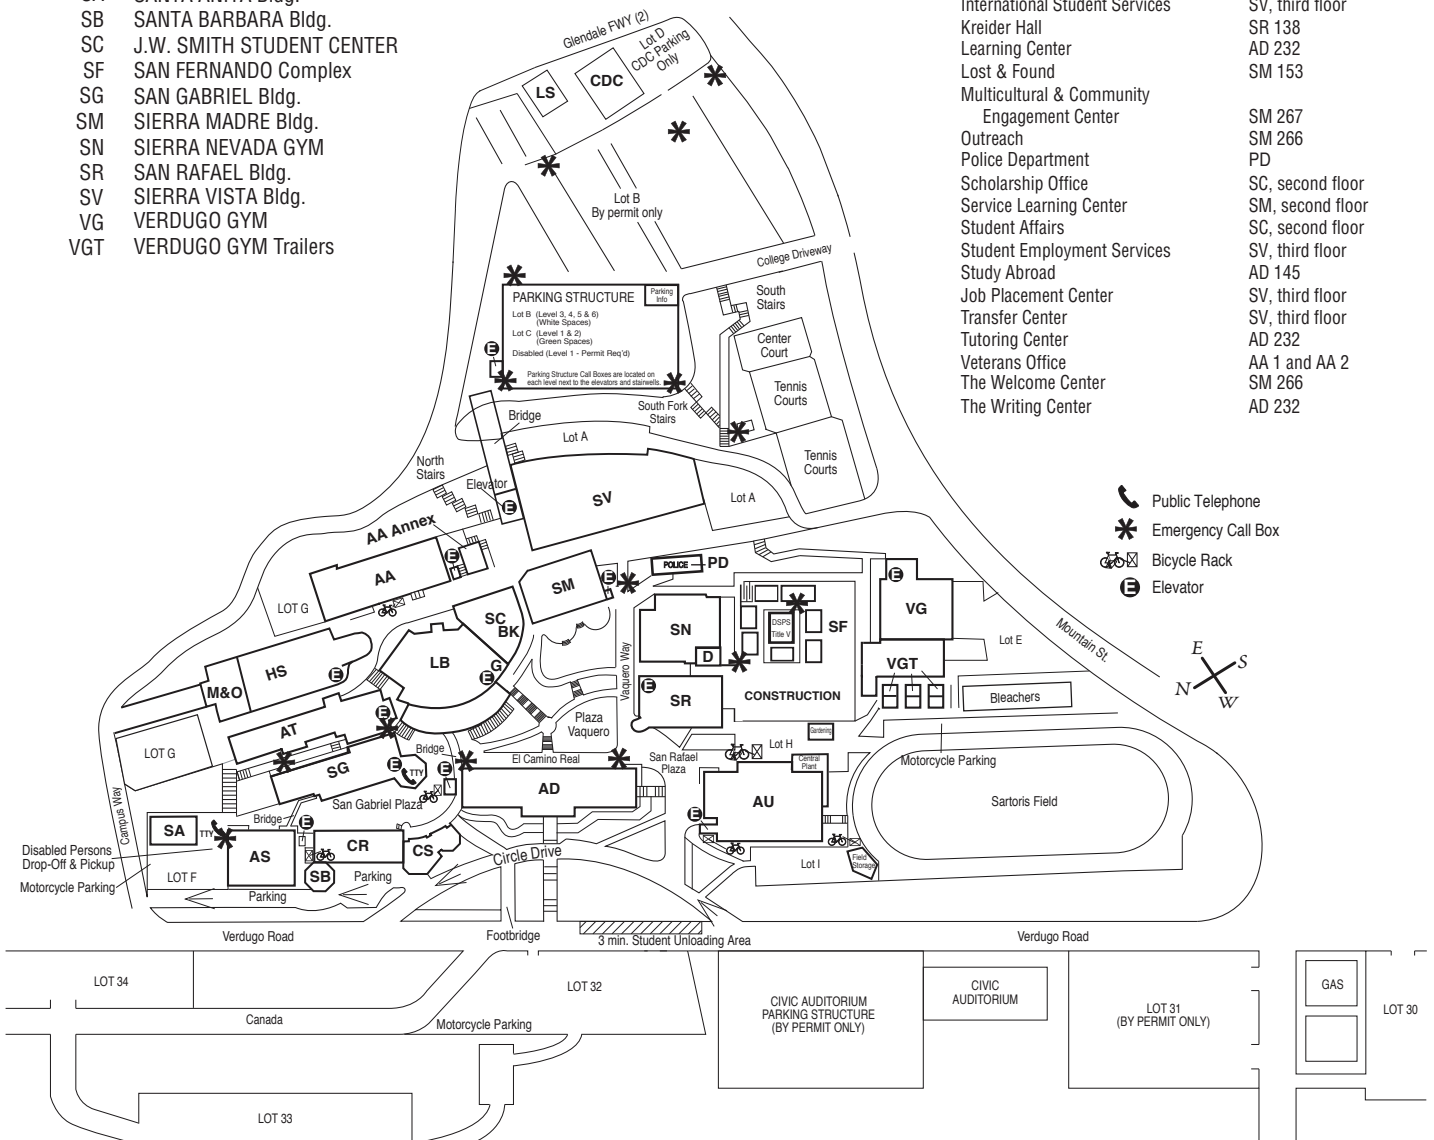 SANTA ANITA Bldg.
SB SANTA BARBARA Bldg.
SC J.W. SMITH STUDENT CENTER
SF SAN FERNANDO Complex
SG SAN GABRIEL Bldg.
SM SIERRA MADRE Bldg.
SN SIERRA NEVADA GYM
SR SAN RAFAEL Bldg.
SV SIERRA VISTA Bldg.
VG VERDUGO GYM
VGT VERDUGO GYM Trailers
International Student Services SV, third floor
Kreider Hall SR 138
Learning Center AD 232
Lost & Found SM 153
Multicultural & Community
Engagement Center SM 267
Outreach SM 266
Police Department PD
Scholarship Office SC, second floor
Service Learning Center SM, second floor
Student Affairs SC, second floor
Student Employment Services SV, third floor
Study Abroad AD 145
Job Placement Center SV, third floor
Transfer Center SV, third floor
Tutoring Center AD 232
Veterans Office AA 1 and AA 2
The Welcome Center SM 266
The Writing Center AD 232
Public Telephone
Emergency Call Box
Bicycle Rack
E Elevator
Glendale FWY (2)
Lot D
CDC Parking
Only
LS
CDC
Lot B
By permit only
College Driveway
PARKING STRUCTURE
Parking
Info
Lot B (Level 3, 4, 5 & 6)
(White Spaces)
Lot C (Level 1 & 2)
(Green Spaces)
Disabled (Level 1 - Permit Req'd)
Parking Structure Call Boxes are located on
each level next to the elevators and stairwells.
E
South
Stairs
Center
Court
Tennis
Courts
Tennis
Courts
South Fork
Stairs
Bridge
Lot A
North
Stairs
Elevator
E
SV
Lot A
AA Annex
AA
E
LOT G
SM
E
POLICE
PD
SC
BK
LB
G
E
HS
E
M&O
AT
E
LOT G
SG
E
TTY
Bridge
E
San Gabriel Plaza
SN
D
SR
E
DSPS
Title V
SF
CONSTRUCTION
E
VG
VGT
Lot E
Mountain St.
E
S
N
W
Bleachers
Vaquero Way
Plaza
Vaquero
El Camino Real
San Rafael
Plaza
Lot H
Gardening
Central
Plant
Motorcycle Parking
Sartoris Field
AD
AU
E
Lot I
Field
Storage
Campus Way
Disabled Persons
Drop-Off & Pickup
Motorcycle Parking
SA
TTY
AS
LOT F
Bridge
E
CR
SB
CS
Parking
Parking
Circle Drive
Verdugo Road
Footbridge
3 min. Student Unloading Area
Verdugo Road
LOT 34
LOT 32
Canada
Motorcycle Parking
LOT 33
CIVIC AUDITORIUM
PARKING STRUCTURE
(BY PERMIT ONLY)
CIVIC
AUDITORIUM
LOT 31
(BY PERMIT ONLY)
GAS
LOT 30